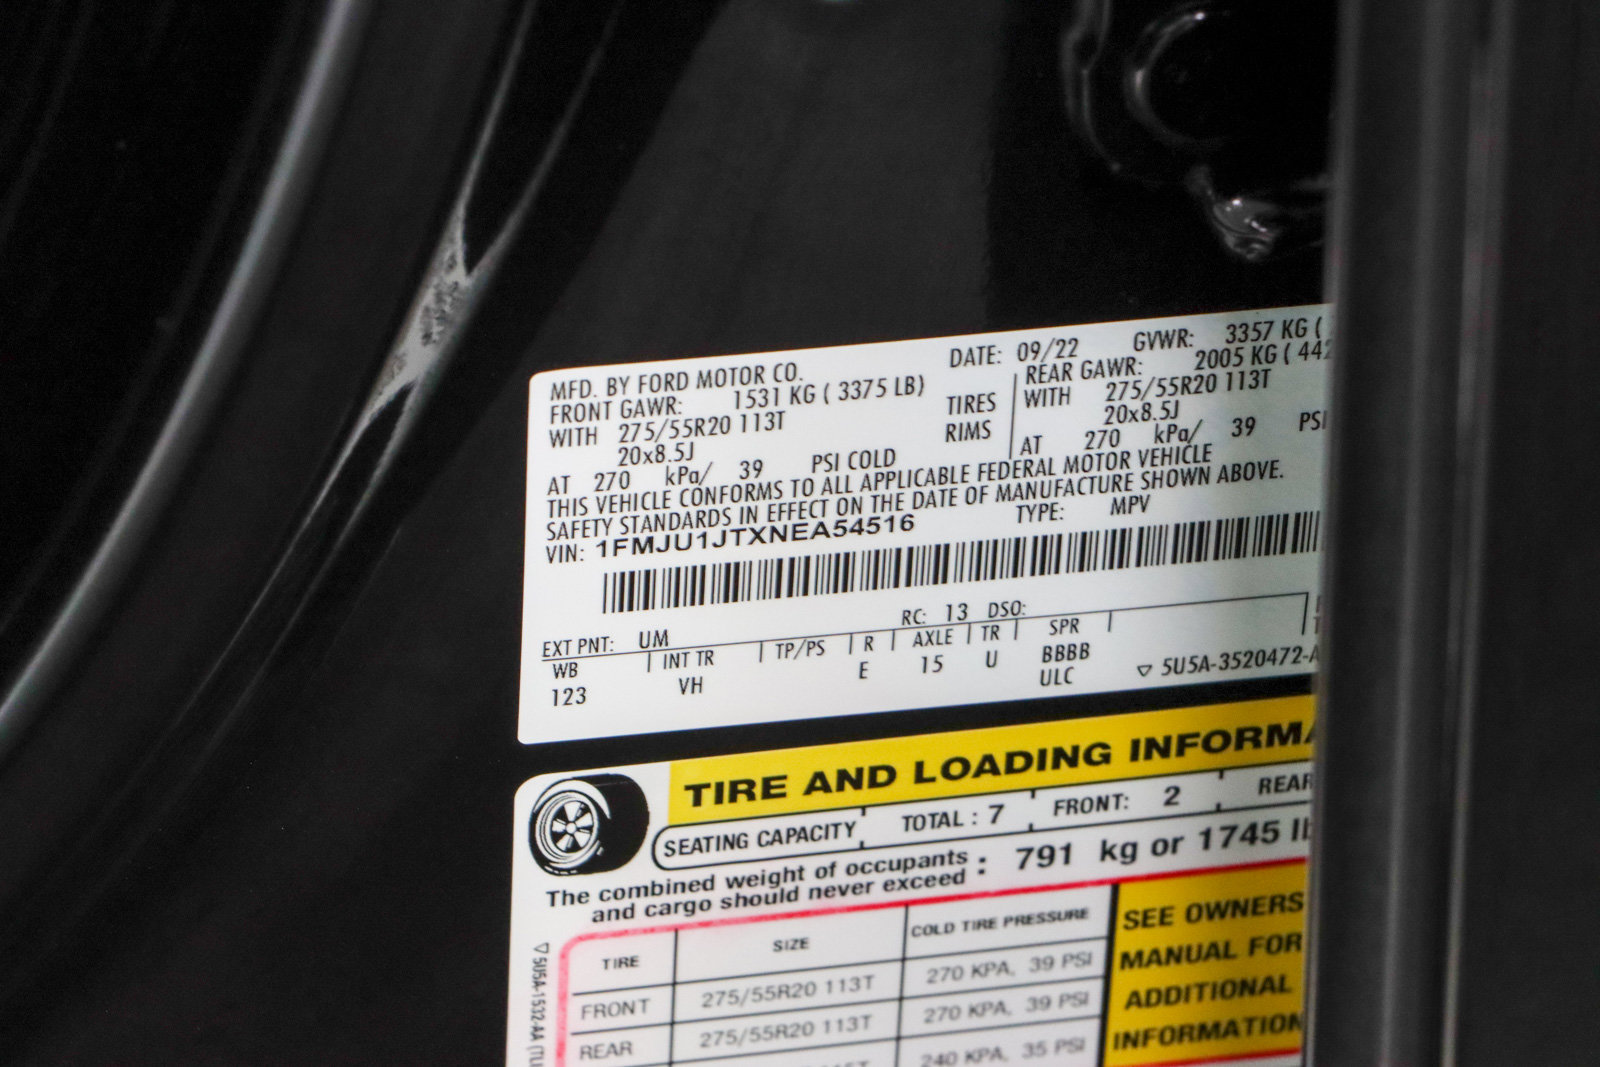 MFD. BY FORD MOTOR CO. DATE: 09/22 GVWR: 3357 KG (
FRONT GAWR: 1531 KG ( 3375 LB) REAR GAWR: 2005 KG ( 442
WITH 275/55R20 113T TIRES WITH 275/55R20 113T
20x8.5J RIMS 20x8.5J
AT 270 kPa/ 39 PSI COLD AT 270 kPa/ 39 PSI
THIS VEHICLE CONFORMS TO ALL APPLICABLE FEDERAL MOTOR VEHICLE
SAFETY STANDARDS IN EFFECT ON THE DATE OF MANUFACTURE SHOWN ABOVE.
VIN: 1FMJU1JTXNEA54516 TYPE: MPV
EXT PNT: UM RC: 13 DSO:
WB INT TR TP/PS R AXLE TR SPR
123 VH E 15 U BBBB
ULC ▽ 5U5A-3520472-A
TIRE AND LOADING INFORMA
SEATING CAPACITY TOTAL : 7 FRONT: 2 REAR
The combined weight of occupants
and cargo should never exceed : 791 kg or 1745 lb
TIRE SIZE COLD TIRE PRESSURE
FRONT 275/55R20 113T 270 KPA, 39 PSI
REAR 275/55R20 113T 270 KPA, 39 PSI
240 KPA, 35 PSI
SEE OWNERS
MANUAL FOR
ADDITIONAL
INFORMATION
▽ 5U5A-1532-AA (TU